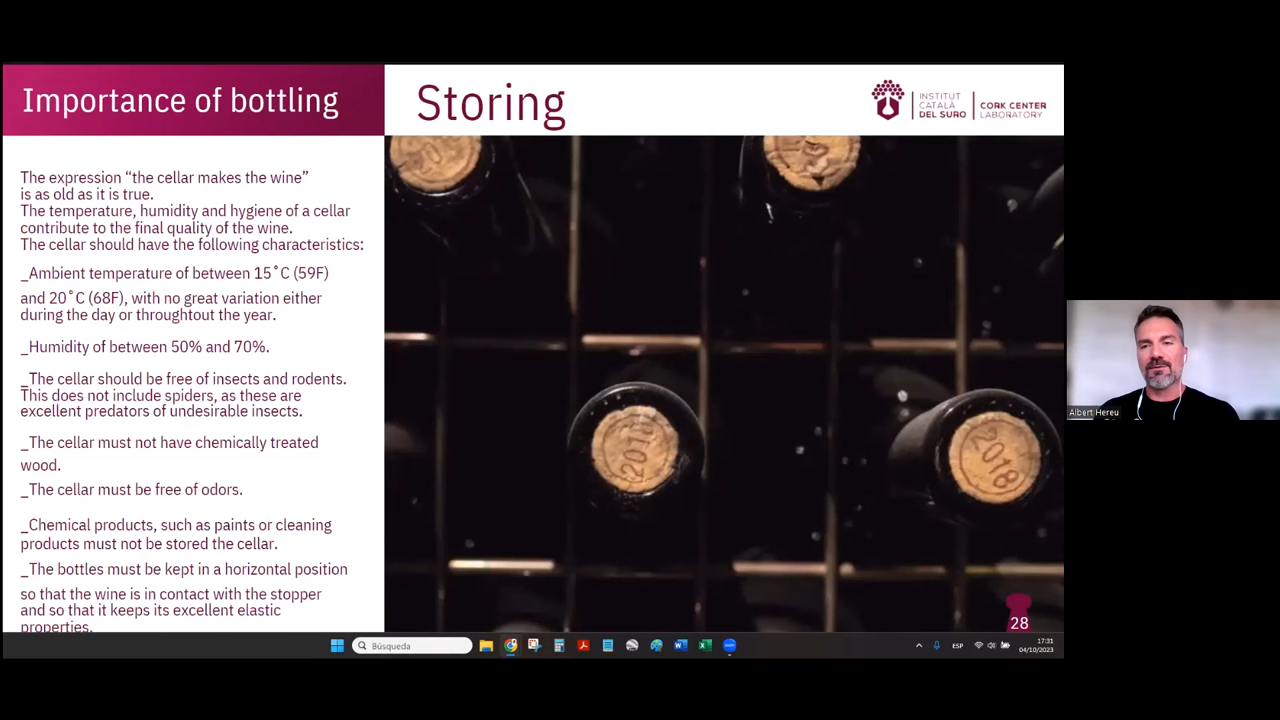 Importance of bottling
Storing
INSTITUT
CATALÀ
DEL SURO
CORK CENTER
LABORATORY
The expression “the cellar makes the wine”
is as old as it is true.
The temperature, humidity and hygiene of a cellar
contribute to the final quality of the wine.
The cellar should have the following characteristics:
_Ambient temperature of between 15˚C (59F)
and 20˚C (68F), with no great variation either
during the day or throughtout the year.
_Humidity of between 50% and 70%.
_The cellar should be free of insects and rodents.
This does not include spiders, as these are
excellent predators of undesirable insects.
_The cellar must not have chemically treated
wood.
_The cellar must be free of odors.
_Chemical products, such as paints or cleaning
products must not be stored the cellar.
_The bottles must be kept in a horizontal position
so that the wine is in contact with the stopper
and so that it keeps its excellent elastic
properties.
2018
28
Albert Hereu
Búsqueda
ESP
17:31
04/10/2023